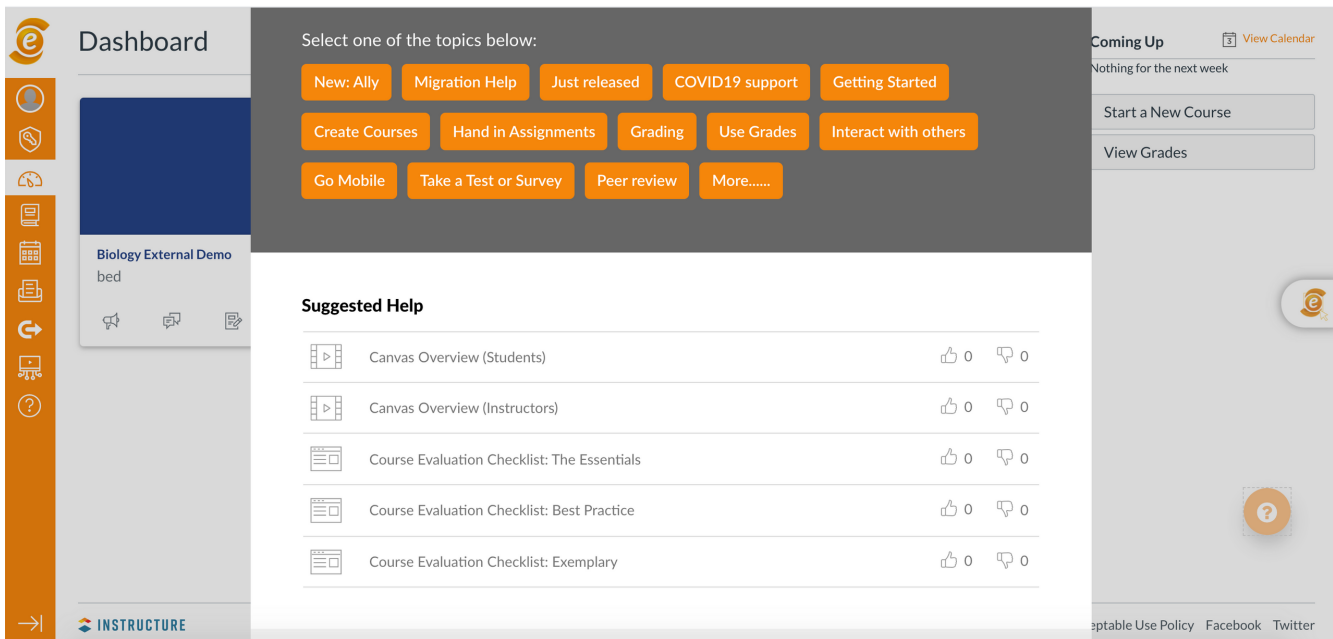 Dashboard
Select one of the topics below:
Coming Up
3
View Calendar
Nothing for the next week
New: Ally
Migration Help
Just released
COVID19 support
Getting Started
Start a New Course
Create Courses
Hand in Assignments
Grading
Use Grades
Interact with others
View Grades
Go Mobile
Take a Test or Survey
Peer review
More......
Biology External Demo
bed
Suggested Help
Canvas Overview (Students)
0
0
Canvas Overview (Instructors)
0
0
Course Evaluation Checklist: The Essentials
0
0
Course Evaluation Checklist: Best Practice
0
0
Course Evaluation Checklist: Exemplary
0
0
INSTRUCTURE
eptable Use Policy
Facebook
Twitter